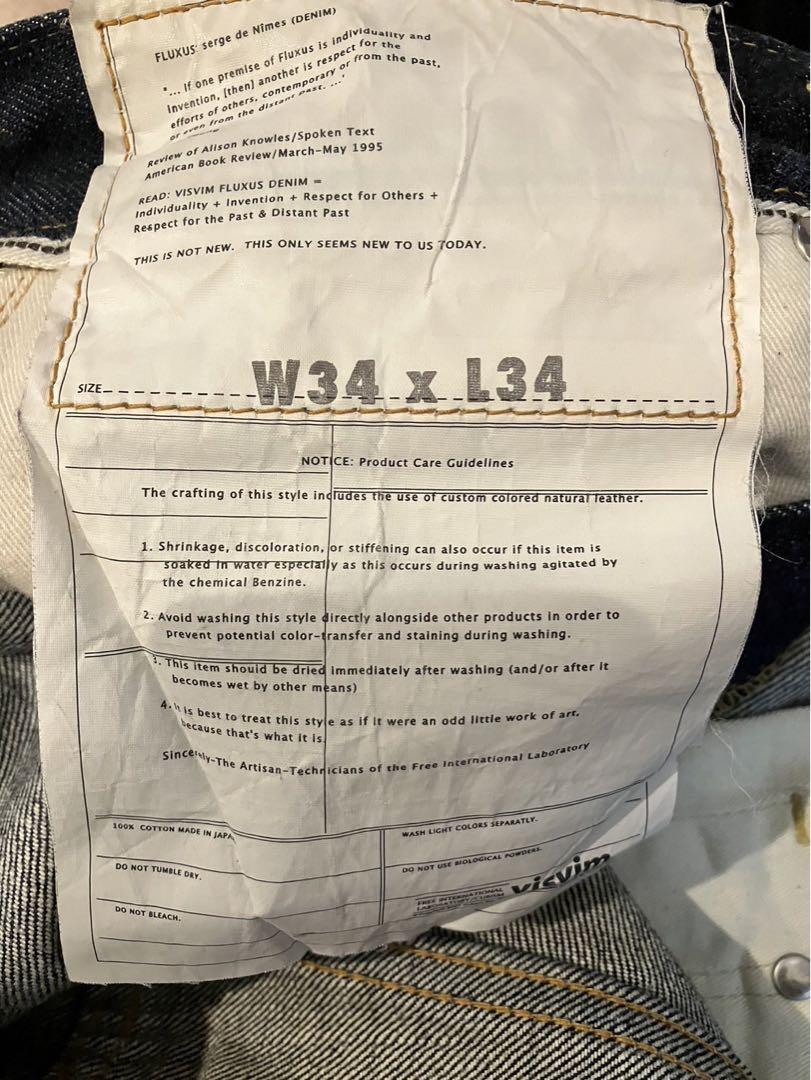 FLUXUS: serge de Nîmes (DENIM)
"... If one premise of Fluxus is individuality and
invention, [then] another is respect for the
efforts of others, contemporary or from the past,
or even from the distant past. ..."
Review of Alison Knowles/Spoken Text
American Book Review/March-May 1995
READ: VISVIM FLUXUS DENIM =
Individuality + Invention + Respect for Others +
Respect for the Past & Distant Past
THIS IS NOT NEW. THIS ONLY SEEMS NEW TO US TODAY.
SIZE W34 x L34
NOTICE: Product Care Guidelines
The crafting of this style includes the use of custom colored natural leather.
1. Shrinkage, discoloration, or stiffening can also occur if this item is
soaked in water especially as this occurs during washing agitated by
the chemical Benzine.
2. Avoid washing this style directly alongside other products in order to
prevent potential color-transfer and staining during washing.
3. This item should be dried immediately after washing (and/or after it
becomes wet by other means)
4. It is best to treat this style as if it were an odd little work of art,
because that's what it is.
Sincerely-The Artisan-Technicians of the Free International Laboratory
100% COTTON MADE IN JAPA
WASH LIGHT COLORS SEPARATLY.
DO NOT TUMBLE DRY.
DO NOT USE BIOLOGICAL POWDERS.
DO NOT BLEACH.
FREE INTERNATIONAL
LABORATORY/CUBISM
visvim